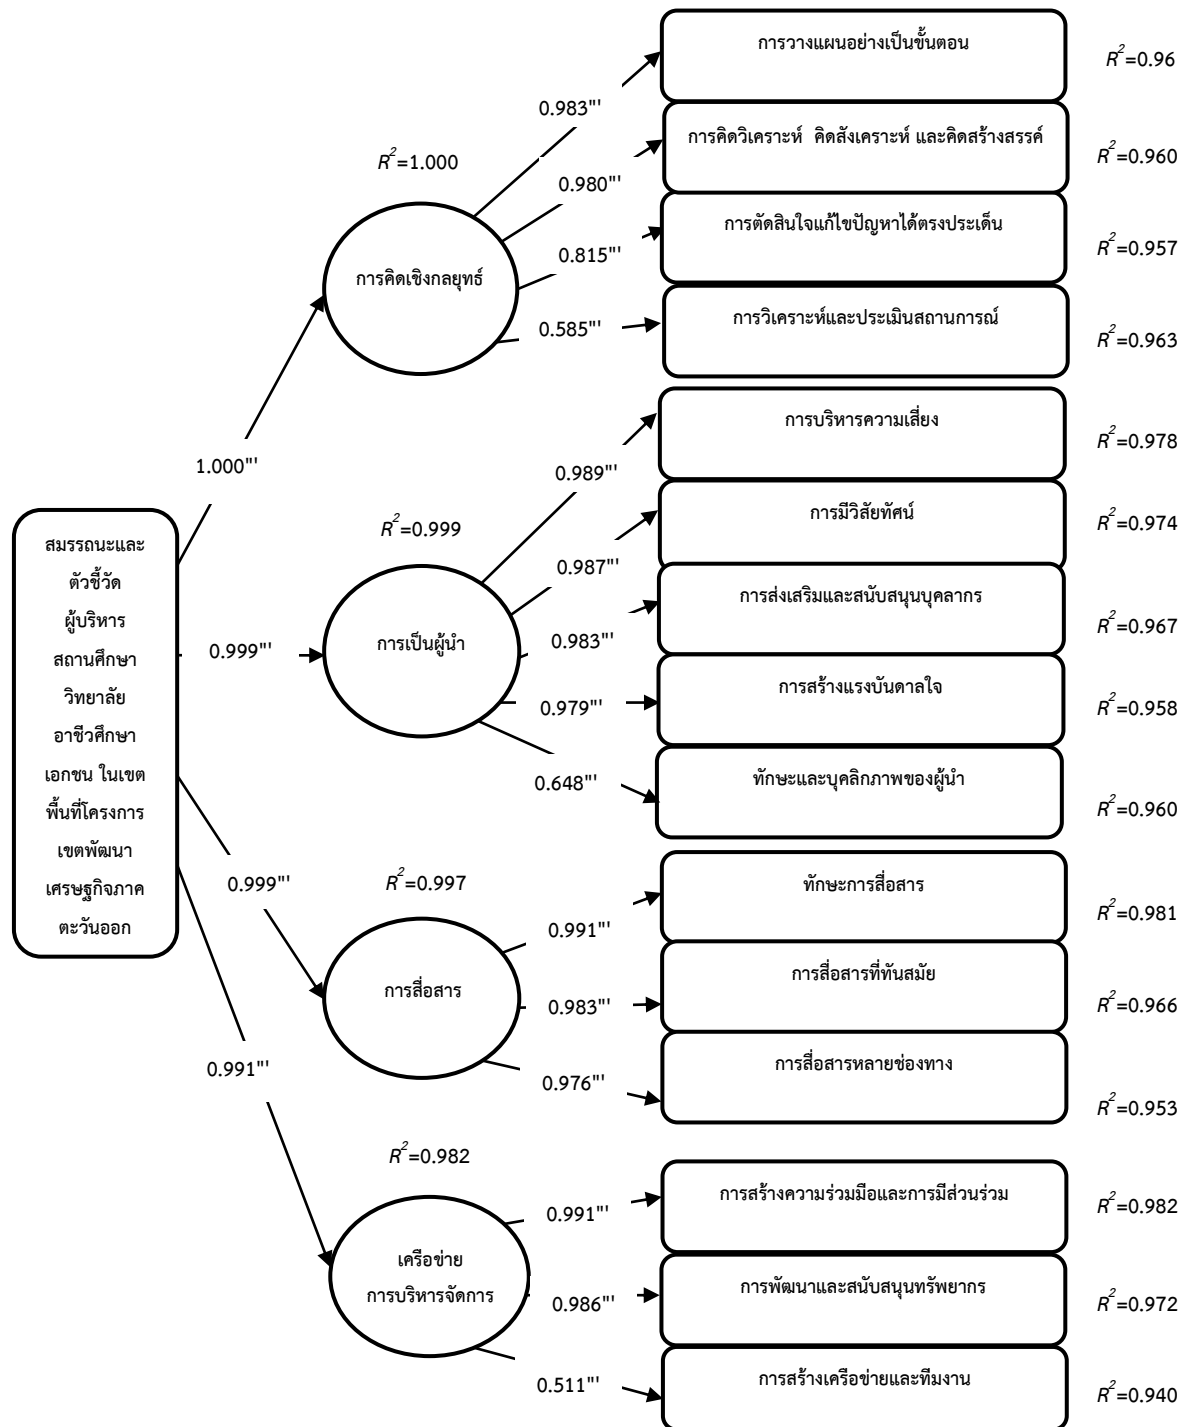 การวางแผนอย่างเป็นขั้นตอน
R²=0.96
0.983"'
การคิดวิเคราะห์ คิดสังเคราะห์ และคิดสร้างสรรค์
R²=0.960
R²=1.000
0.980"'
การตัดสินใจแก้ไขปัญหาได้ตรงประเด็น
R²=0.957
0.815"'
การคิดเชิงกลยุทธ์
การวิเคราะห์และประเมินสถานการณ์
R²=0.963
0.585"'
1.000"'
การบริหารความเสี่ยง
R²=0.978
0.989"'
การมีวิสัยทัศน์
R²=0.974
R²=0.999
0.987"'
การส่งเสริมและสนับสนุนบุคลากร
R²=0.967
0.983"'
การเป็นผู้นำ
0.999"'
การสร้างแรงบันดาลใจ
R²=0.958
0.979"'
ทักษะและบุคลิกภาพของผู้นำ
R²=0.960
0.648"'
สมรรถนะและ
ตัวชี้วัด
ผู้บริหาร
สถานศึกษา
วิทยาลัย
อาชีวศึกษา
เอกชน ในเขต
พื้นที่โครงการ
เขตพัฒนา
เศรษฐกิจภาค
ตะวันออก
0.999"'
R²=0.997
ทักษะการสื่อสาร
R²=0.981
0.991"'
การสื่อสาร
การสื่อสารที่ทันสมัย
R²=0.966
0.983"'
การสื่อสารหลายช่องทาง
R²=0.953
0.976"'
0.991"'
R²=0.982
การสร้างความร่วมมือและการมีส่วนร่วม
R²=0.982
0.991"'
เครือข่าย
การบริหารจัดการ
การพัฒนาและสนับสนุนทรัพยากร
R²=0.972
0.986"'
การสร้างเครือข่ายและทีมงาน
R²=0.940
0.511"'